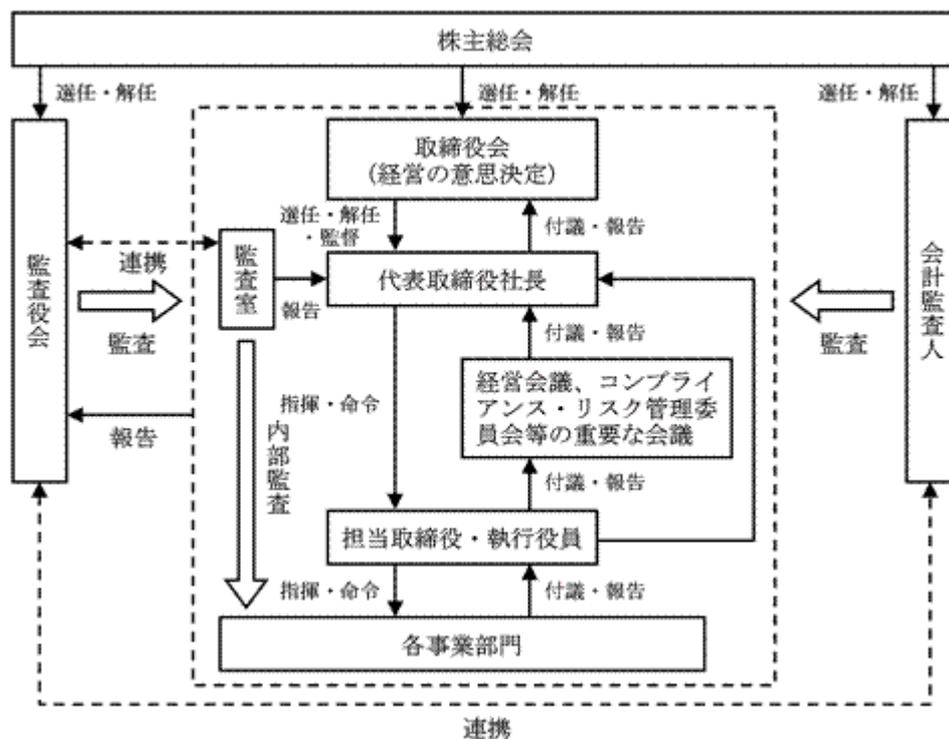 株主総会
選任・解任
選任・解任
選任・解任
取締役会
(経営の意思決定)
選任・解任
・監督
付議・報告
監査役会
連携
監査室
報告
代表取締役社長
会計監査人
監査
監査
付議・報告
経営会議、コンプライ
アンス・リスク管理委
員会等の重要な会議
指揮・命令
報告
内部監査
付議・報告
担当取締役・執行役員
指揮・命令
付議・報告
各事業部門
連携